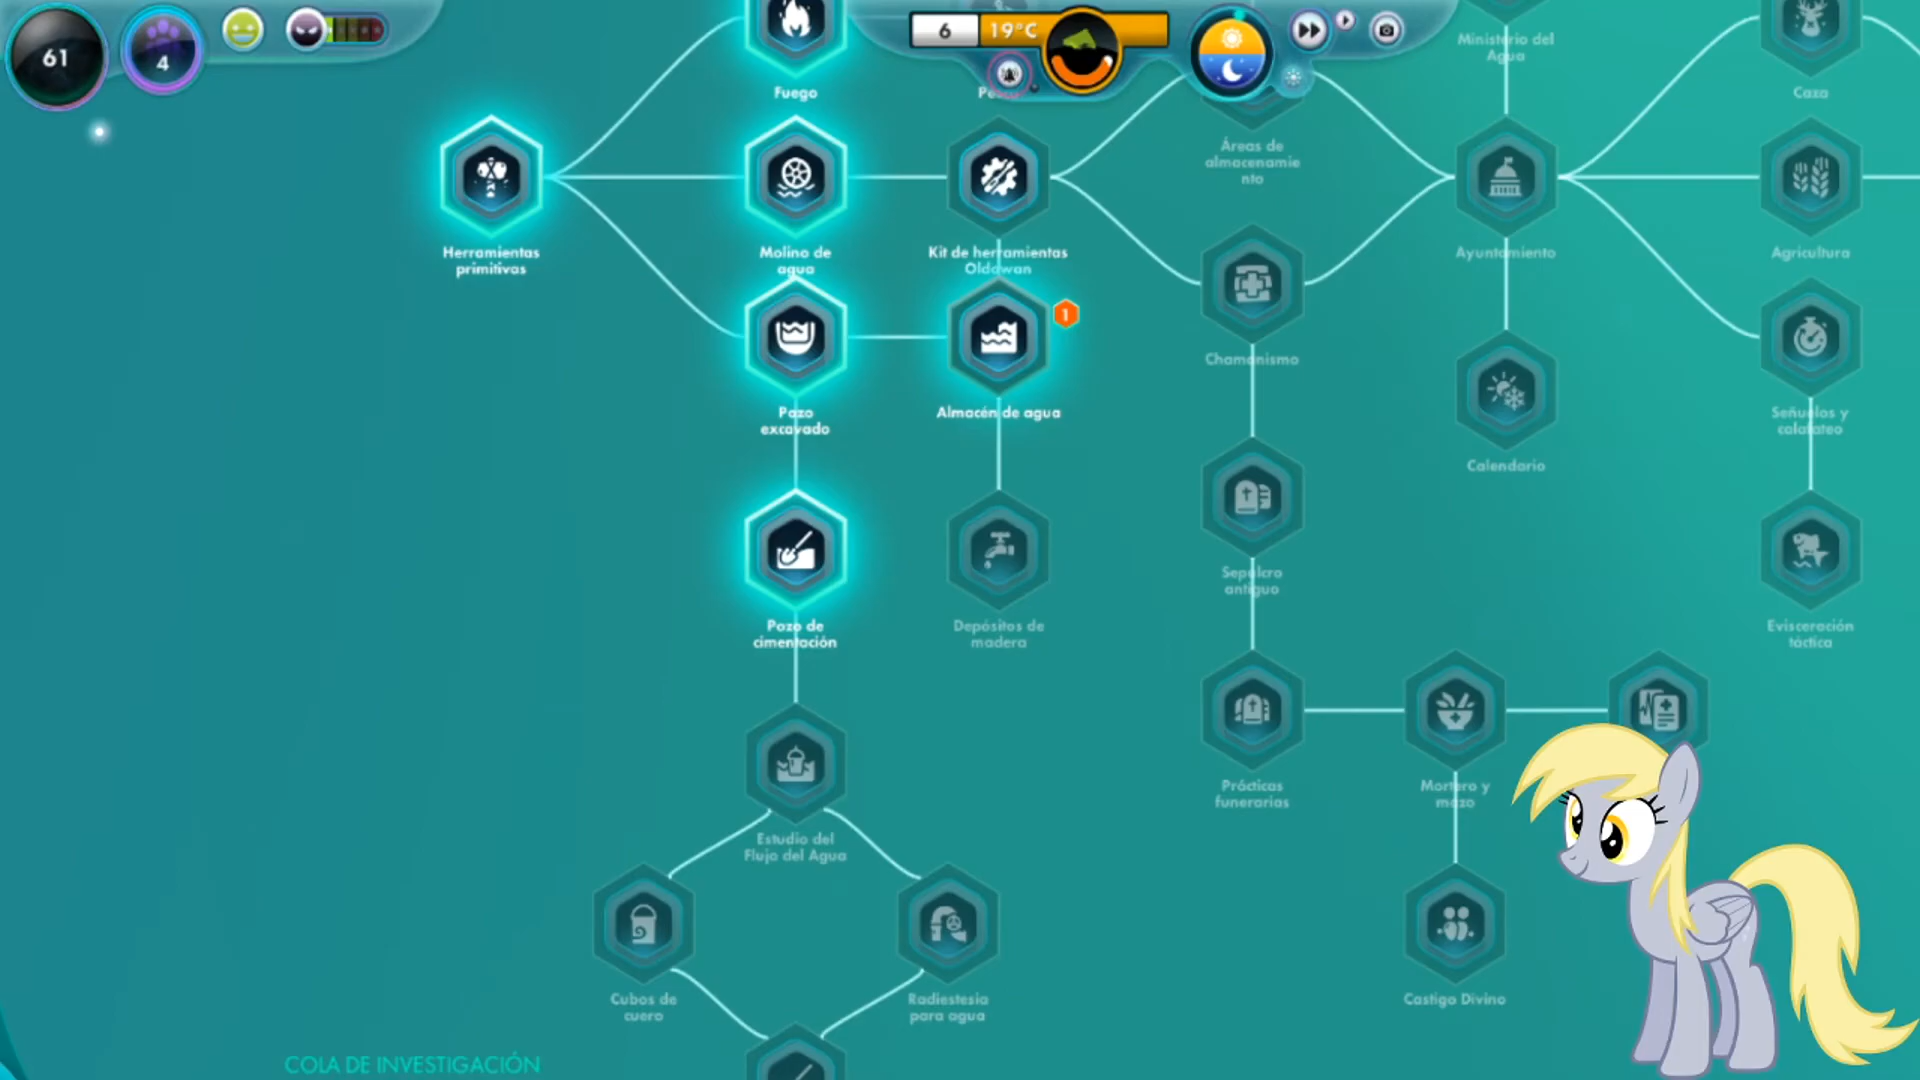 61
4
6
19°C
Fuego
Herramientas
primitivas
Molino de
agua
Kit de herramientas
Oldowan
Áreas de
almacenamie
nto
Ministerio del
Agua
Caza
Ayuntamiento
Agricultura
Pozo
excavado
1
Almacén de agua
Chamanismo
Calendario
Señuelos y
calafateo
Pozo de
cimentación
Depósitos de
madera
Sepulcro
antiguo
Evisceración
táctica
Estudio del
Flujo del Agua
Prácticas
funerarias
Mortero y
mazo
Cubos de
cuero
Radiestesia
para agua
Castigo Divino
COLA DE INVESTIGACIÓN